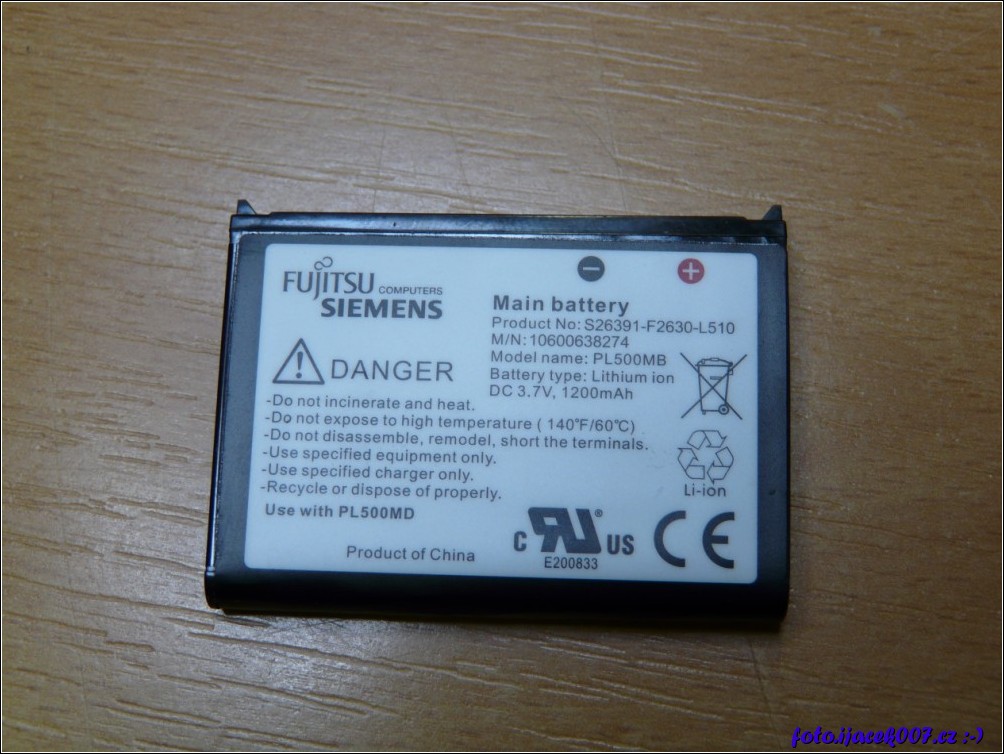 FUJITSU COMPUTERS
SIEMENS
Main battery
Product No: S26391-F2630-L510
M/N: 10600638274
Model name: PL500MB
Battery type: Lithium ion
DC 3.7V, 1200mAh
DANGER
-Do not incinerate and heat.
-Do not expose to high temperature ( 140°F/60℃)
-Do not disassemble, remodel, short the terminals.
-Use specified equipment only.
-Use specified charger only.
-Recycle or dispose of properly.
Use with PL500MD
Li-ion
Product of China
C RU® US
E200833
CE
foto.ijacek007.cz :-)